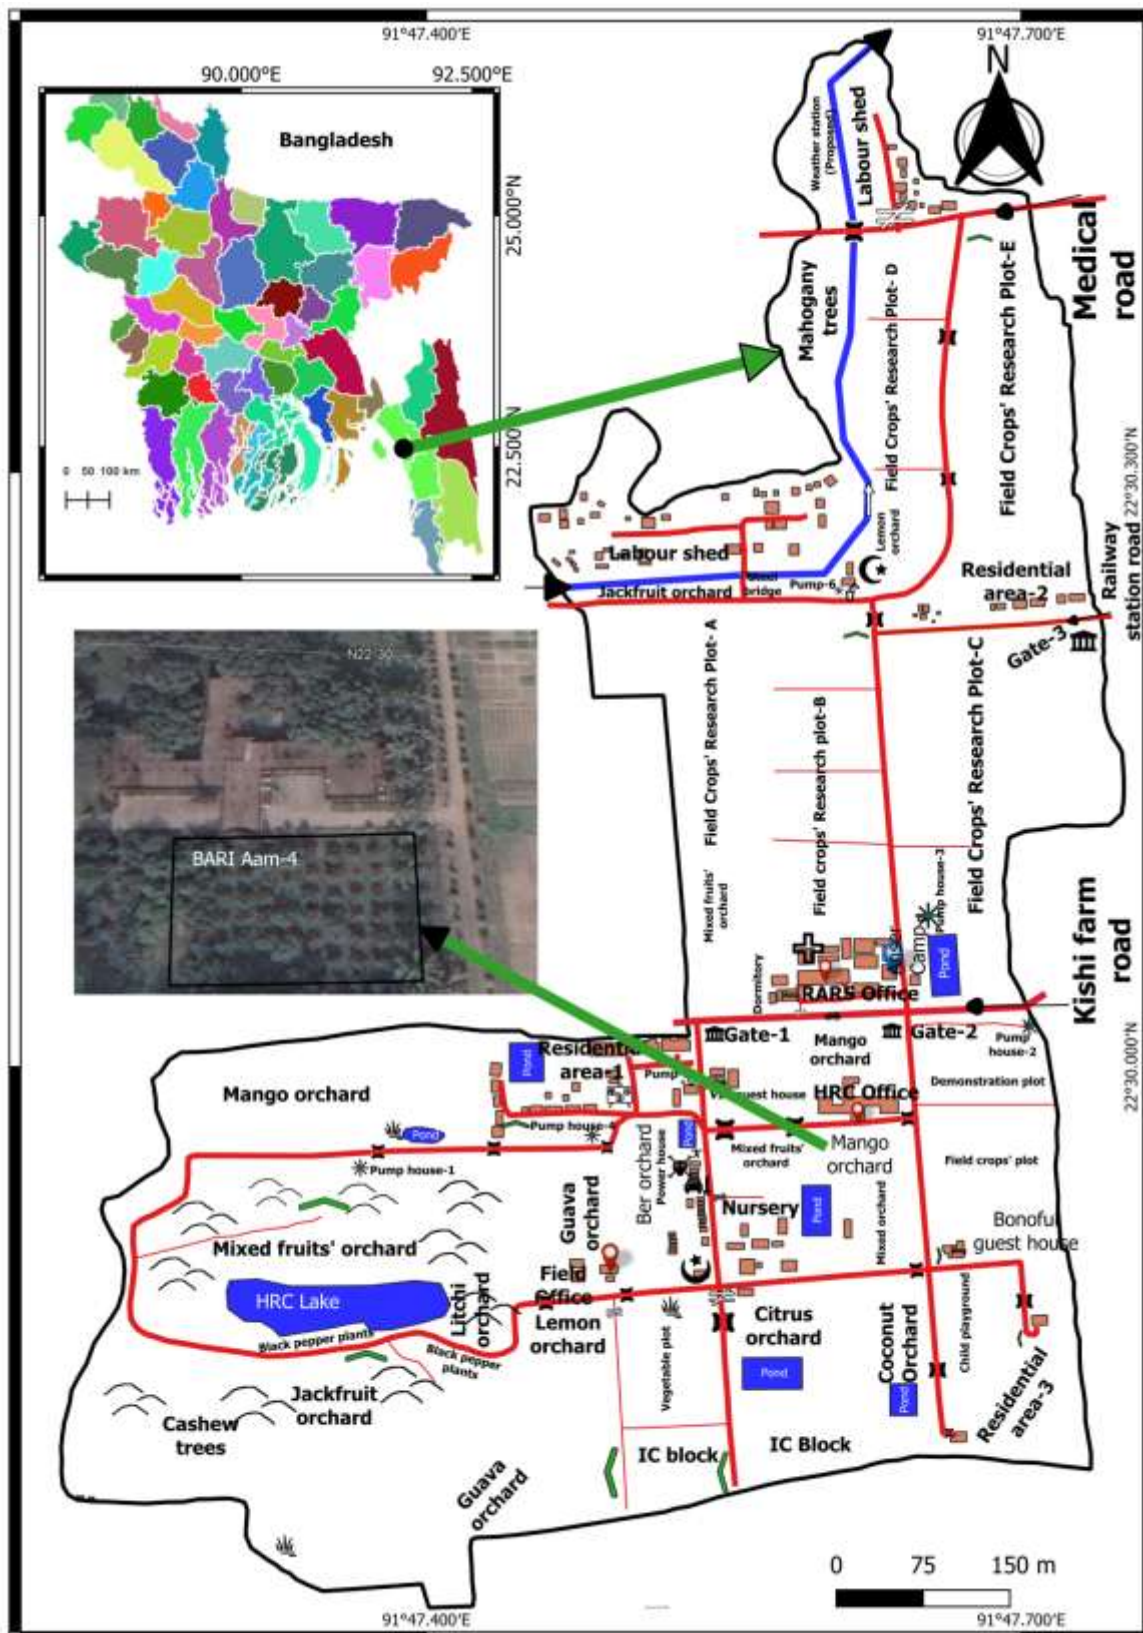 91°47.400'E
91°47.700'E
90.000°E
92.500°E
Bangladesh
25.000°N
22.500°N
0 50 100 km
N
Weather station
(Proposed)
Labour shed
Medical
road
Mahogany
trees
Field Crops' Research Plot- D
Field Crops' Research Plot-E
22°30.300'N
Labour shed
Lemon
orchard
Jackfruit orchard
bridge
Pump-6
Residential
area-2
Railway
station road
Gate-3
N22 30
BARI Aam-4
Field Crops' Research Plot- A
Field crops' Research plot-B
Field Crops' Research Plot-C
Mixed fruits'
orchard
Pump house-3
Kishi farm
road
Dormitory
Camp
Pond
RARS Office
Gate-1
Gate-2
Mango
orchard
Pump
house-2
22°30.000'N
Pond
area-1
Pump
guest house
HRC Office
Demonstration plot
Mango orchard
Pump house-4
Pond
Pond
Pump house-1
Ber orchard
Power house
Mixed fruits'
orchard
Mango
orchard
Field crops' plot
Guava
orchard
Nursery
Pond
Mixed orchard
Bonoful
guest house
Mixed fruits' orchard
HRC Lake
Litchi
orchard
Field
Office
Lemon
orchard
Citrus
orchard
Coconut
Orchard
Child playground
Black pepper plants
Black pepper
plants
Vegetable plot
Pond
Pond
Jackfruit
orchard
Cashew
trees
Residential
area-3
IC block
IC Block
Guava
orchard
0 75 150 m
91°47.400'E
91°47.700'E